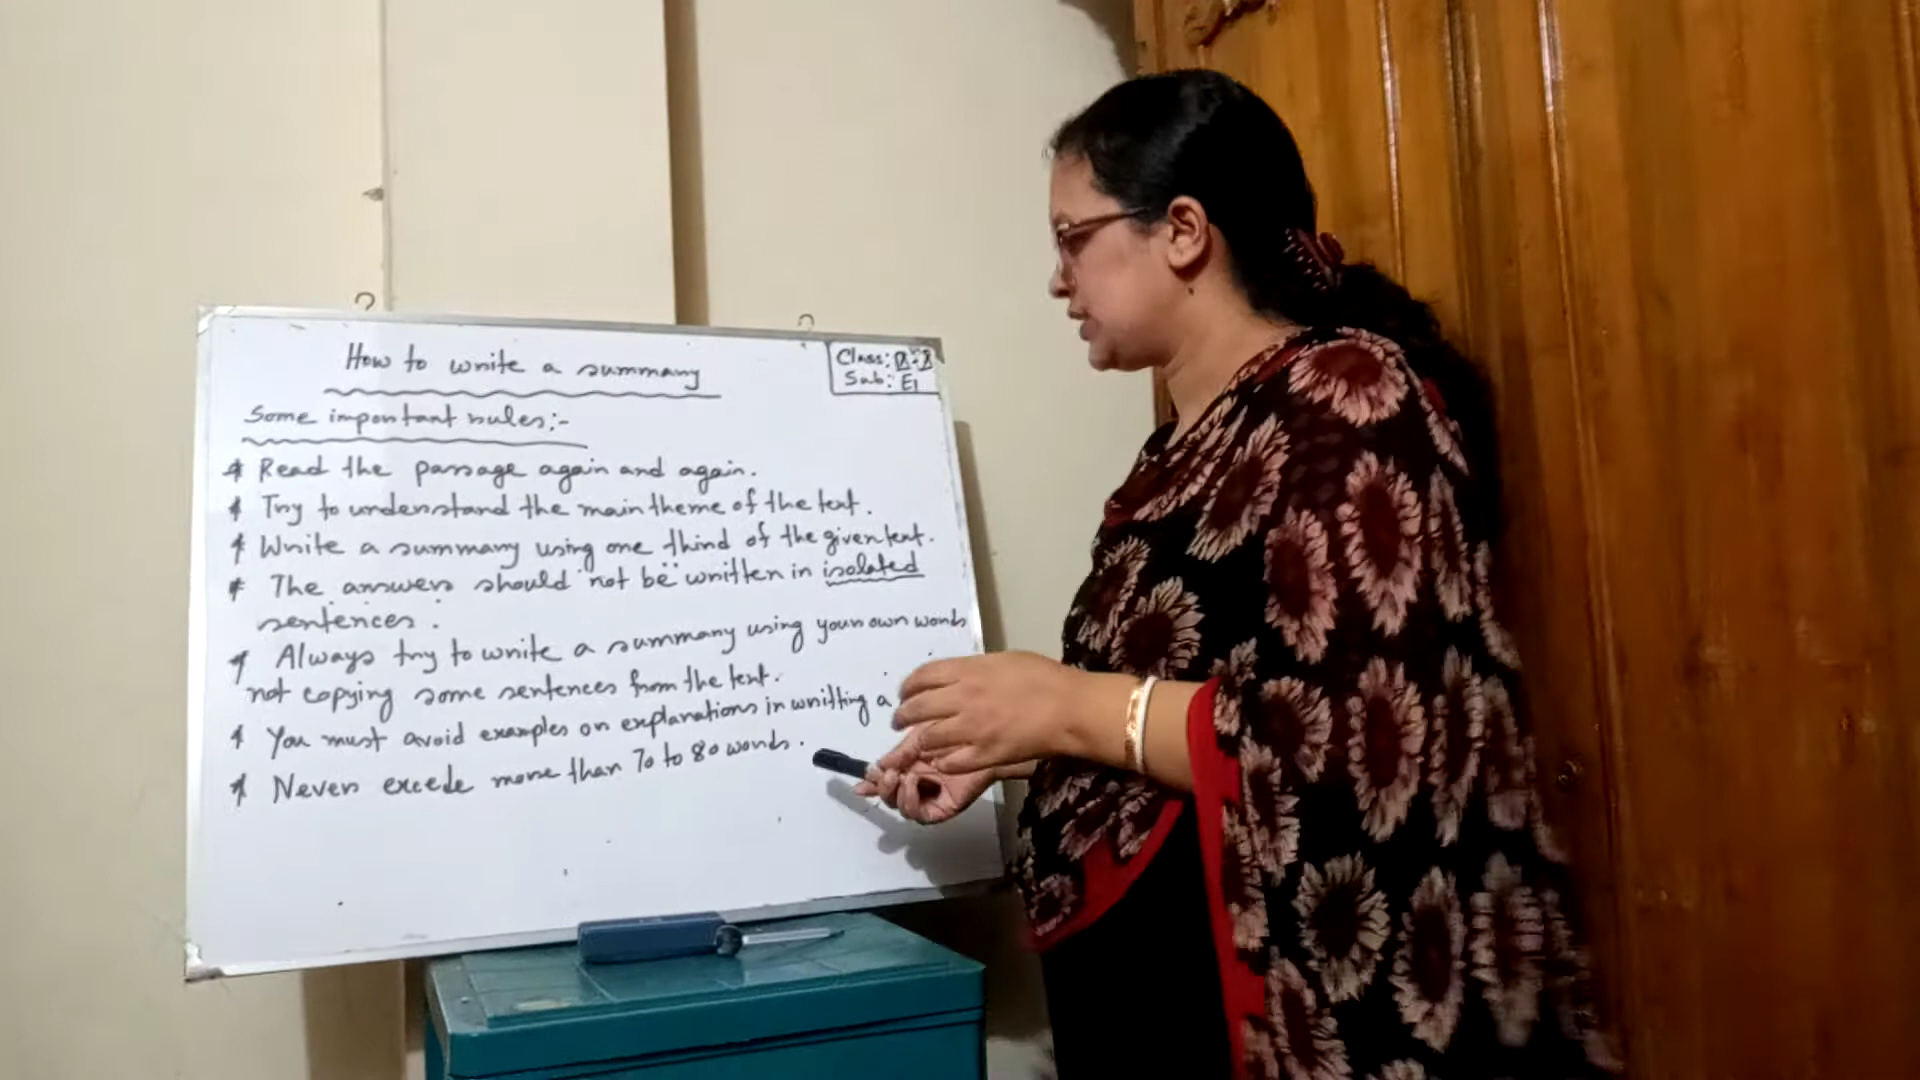 How to write a summary
Class:
Sub: E1
Some important rules:-
* Read the passage again and again.
* Try to understand the main theme of the text.
* Write a summary using one third of the given text.
* The answers should not be written in isolated
sentences.
* Always try to write a summary using your own words
not copying some sentences from the text.
* You must avoid examples or explanations in writting a
* Never excede more than 70 to 80 words.